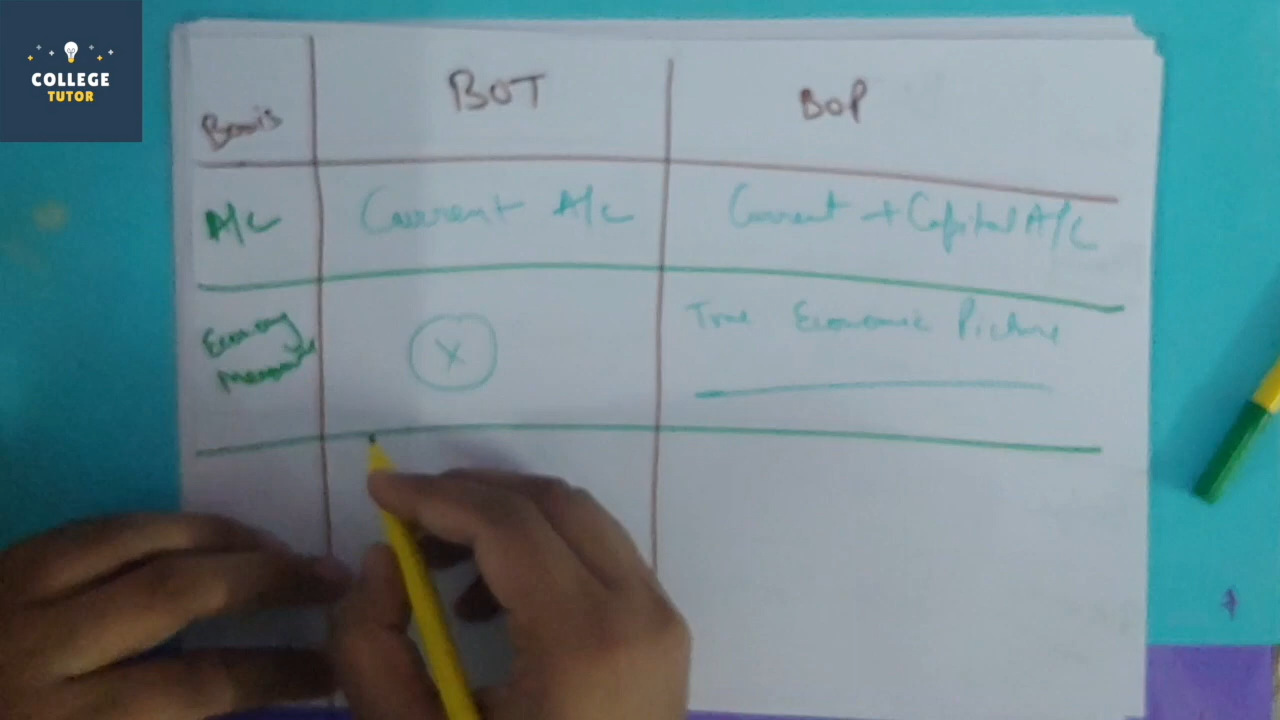 COLLEGE
TUTOR
Basis
BOT
BOP
A/C
Current A/C
Current + Capital A/C
Economy
X
True Economic Picture